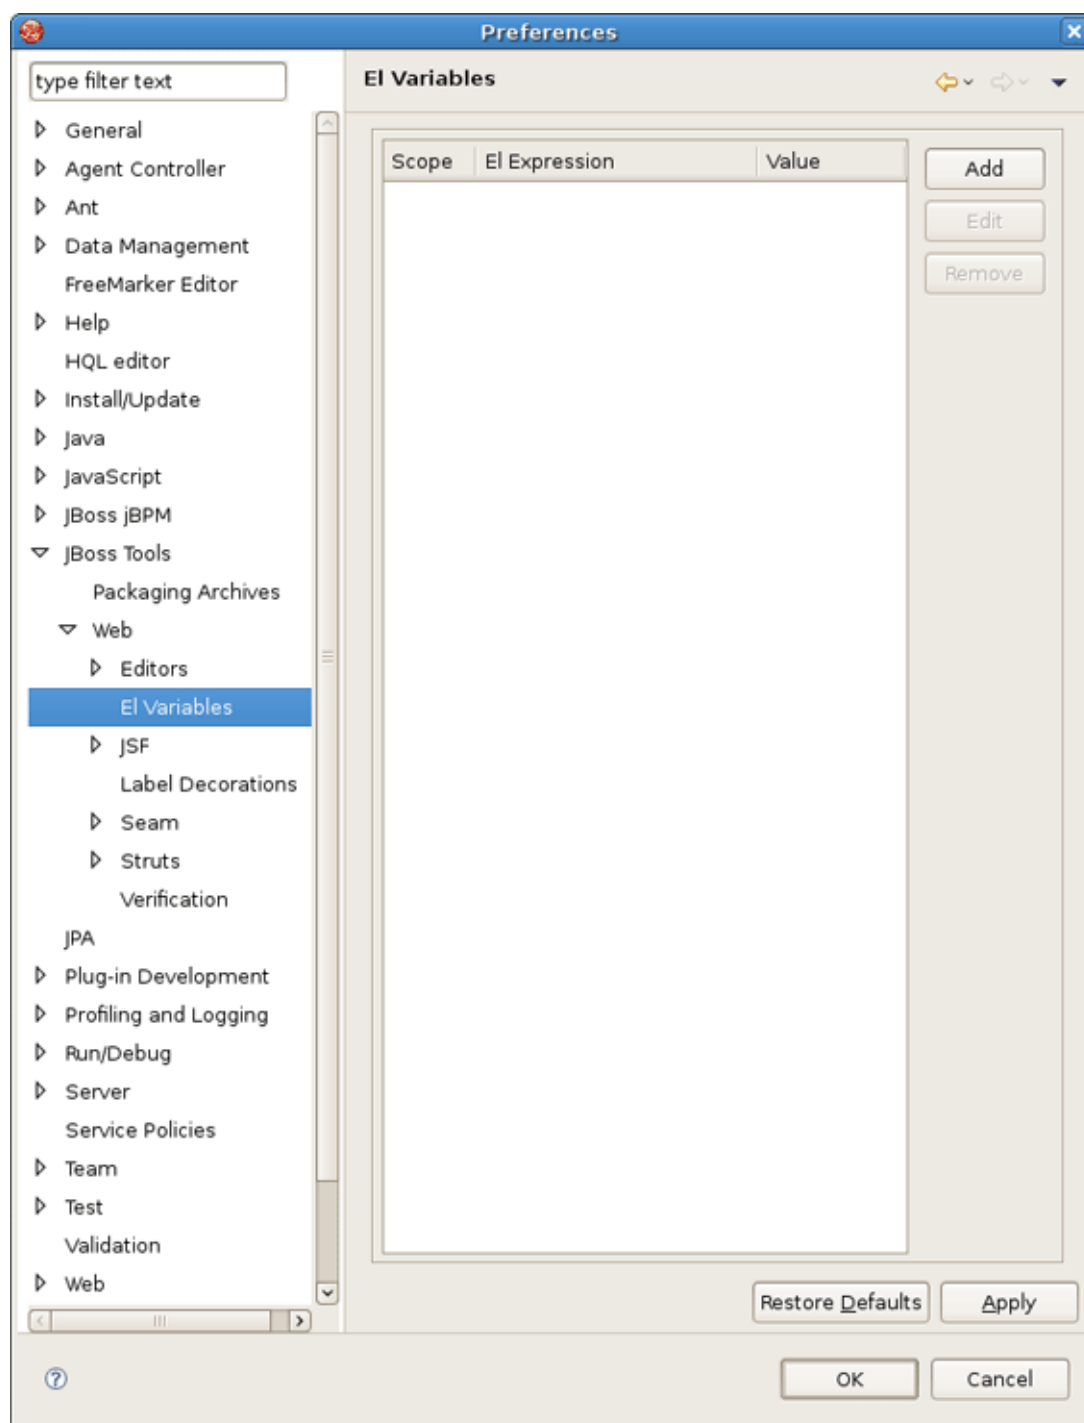 Preferences
type filter text
El Variables
General
Agent Controller
Ant
Data Management
FreeMarker Editor
Help
HQL editor
Install/Update
Java
JavaScript
JBoss jBPM
JBoss Tools
Packaging Archives
Web
Editors
El Variables
JSF
Label Decorations
Seam
Struts
Verification
JPA
Plug-in Development
Profiling and Logging
Run/Debug
Server
Service Policies
Team
Test
Validation
Web
Scope El Expression Value
Add
Edit
Remove
Restore Defaults Apply
? OK Cancel